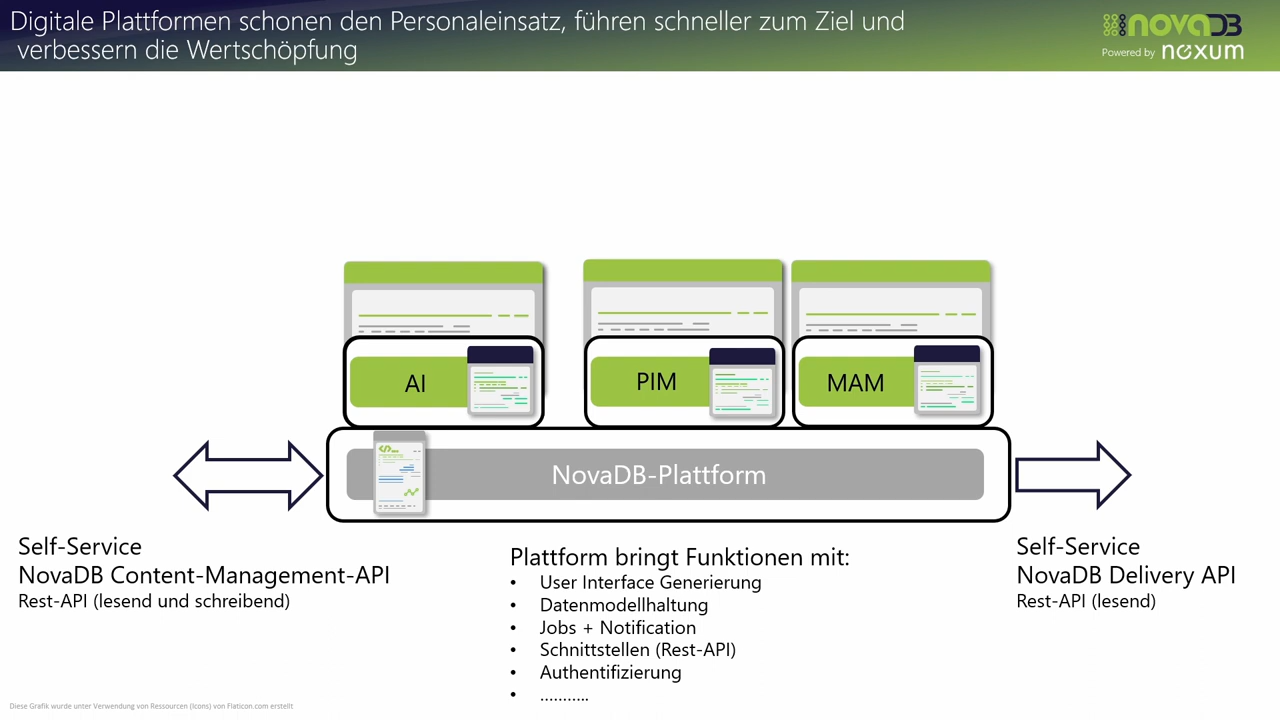 Digitale Plattformen schonen den Personaleinsatz, führen schneller zum Ziel und
verbessern die Wertschöpfung
novaDB
Powered by noxum
AI
PIM
MAM
NovaDB-Plattform
Self-Service
NovaDB Content-Management-API
Rest-API (lesend und schreibend)
Plattform bringt Funktionen mit:
• User Interface Generierung
• Datenmodellhaltung
• Jobs + Notification
• Schnittstellen (Rest-API)
• Authentifizierung
• ...........
Self-Service
NovaDB Delivery API
Rest-API (lesend)
Diese Grafik wurde unter Verwendung von Ressourcen (Icons) von Flaticon.com erstellt